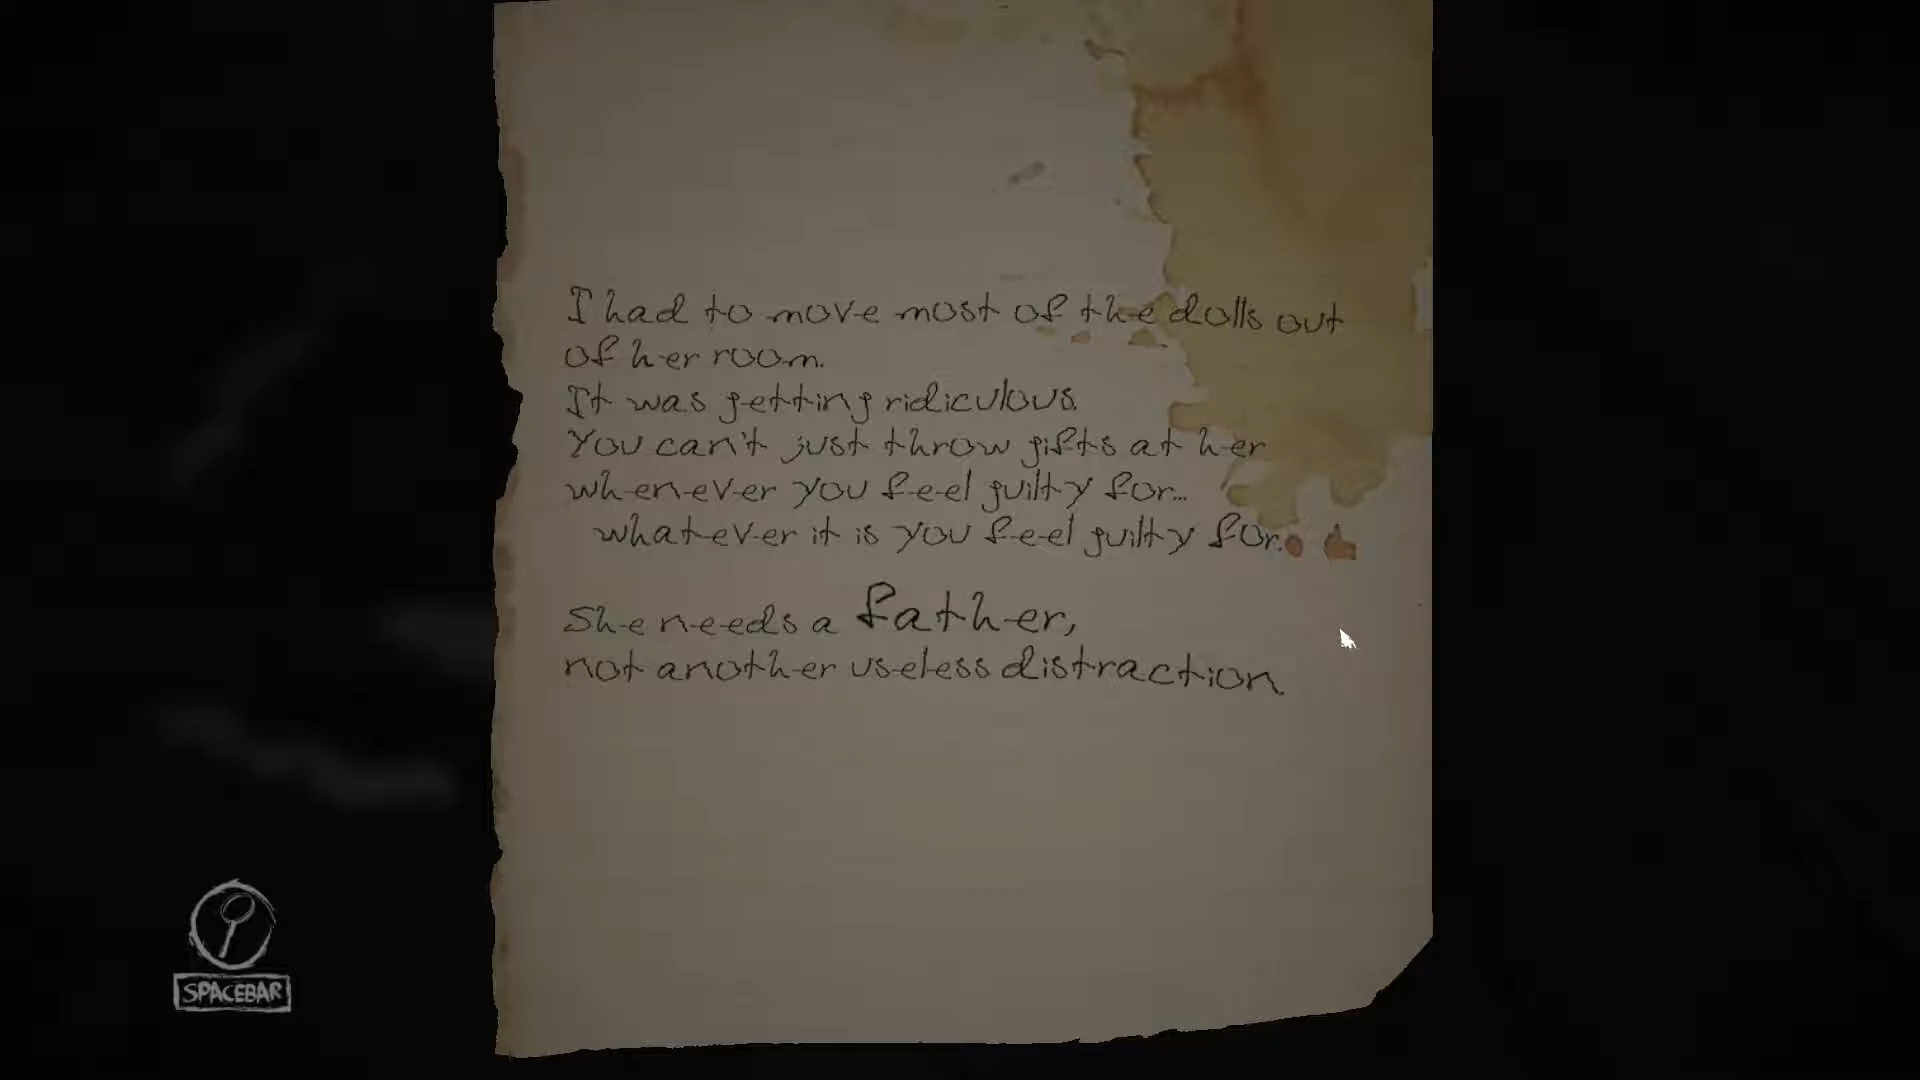 I had to move most of the dolls out
of her room.
It was getting ridiculous.
You can't just throw gifts at her
whenever you feel guilty for...
whatever it is you feel guilty for.
She needs a father,
not another useless distraction.
SPACEBAR